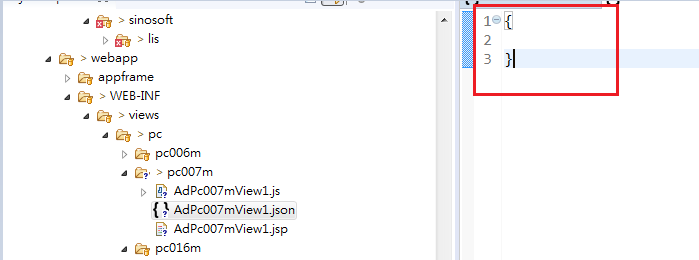 > sinosoft
> lis
> webapp
appframe
> WEB-INF
> views
> pc
pc006m
> pc007m
AdPc007mView1.js
AdPc007mView1.json
AdPc007mView1.jsp
pc016m
1 {
2
3 }